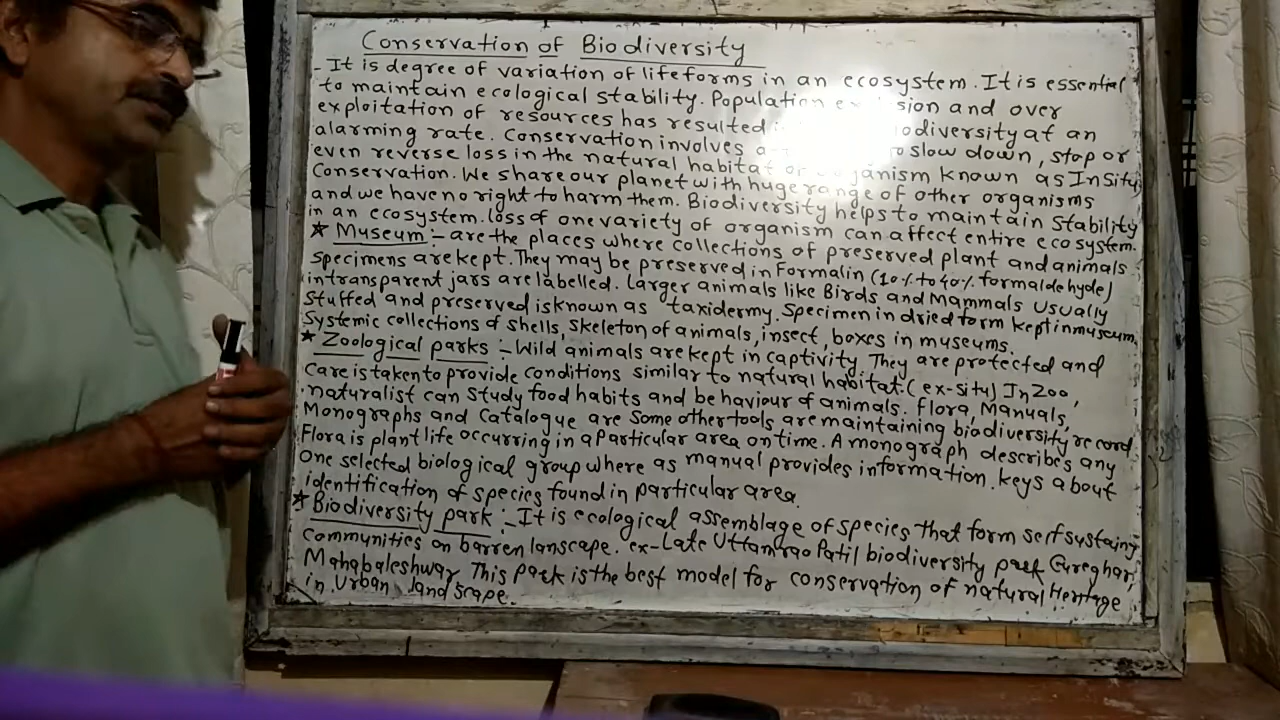 Conservation of Biodiversity
- It is degree of variation of lifeforms in an ecosystem. It is essential
to maintain ecological stability. Population and over
exploitation of resources has resulted at an
alarming rate. Conservation involves slow down, stop or
even reverse loss in the natural habitat known as Insitu
Conservation. We share our planet with huge range of other organisms
and we have no right to harm them. Biodiversity helps to maintain stability
in an ecosystem. loss of one variety of organism can affect entire ecosystem.
* Museum :- are the places where collections of preserved plant and animals
specimens are kept. They may be preserved in Formalin (10% to 40% formaldehyde)
in transparent jars are labelled. Larger animals like Birds and Mammals usually
stuffed and preserved is known as taxidermy. Specimen in dried form kept in museum,
Systemic collections of shells, skeleton of animals, insect, boxes in museums.
* Zoological parks :- Wild animals are kept in captivity. They are protected and
care is taken to provide conditions similar to natural habitat. (ex-situ) In Zoo,
naturalist can study food habits and behaviour of animals. Flora, Manuals,
Monographs and Catalogue are some other tools are maintaining biodiversity record
Flora is plant life occurring in a particular area on time. A monograph describes any
One selected biological group where as manual provides information. keys about
identification of species found in particular area
* Biodiversity park :- It is ecological assemblage of species that form self systaing
communities on barren lanscape. ex- Late Uttamrao Patil biodiversity park Gureghar,
Mahabaleshwar This park is the best model for conservation of natural Heritage
in Urban landscape.